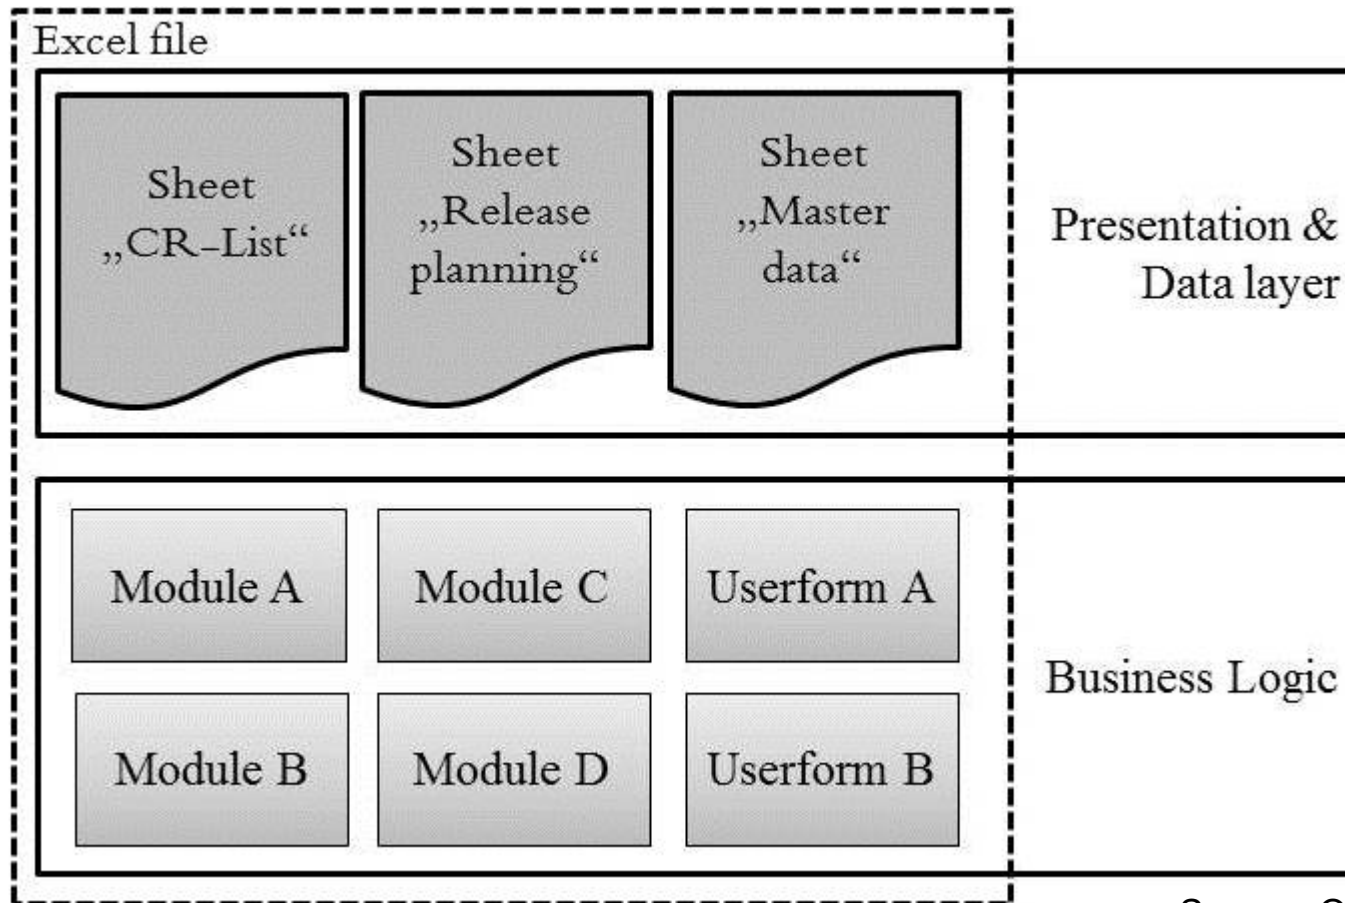 Excel file
Sheet
„CR-List“
Sheet
„Release
planning“
Sheet
„Master
data“
Presentation &
Data layer
Module A
Module C
Userform A
Business Logic
Module B
Module D
Userform B